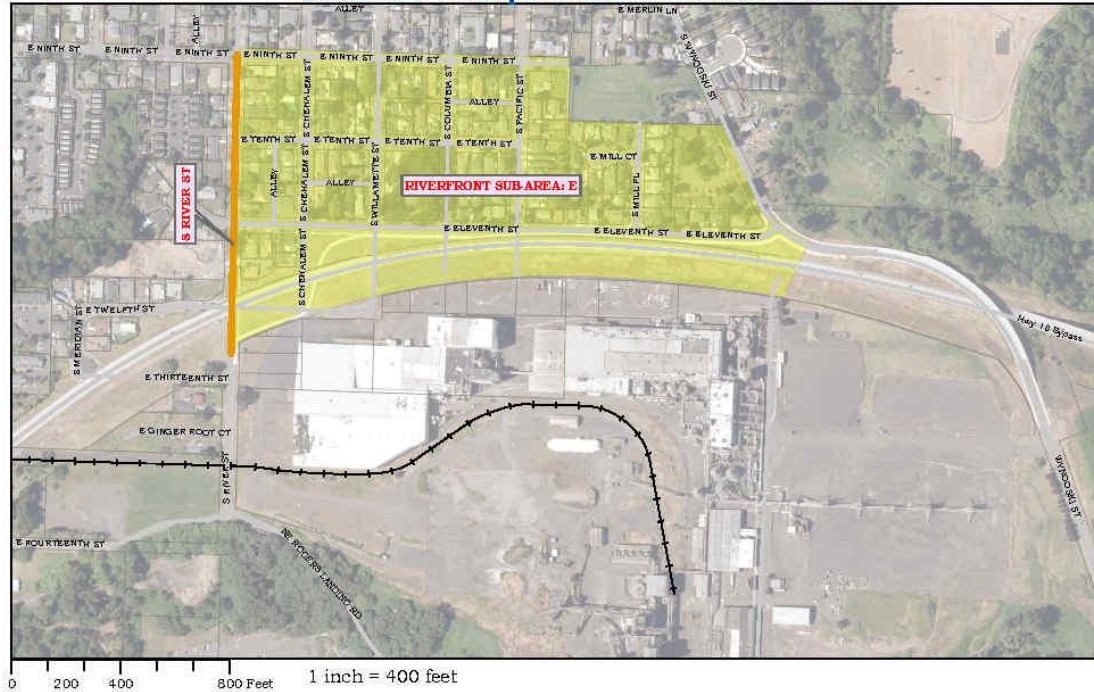 ALLEY
E MERLIN LN
ALLEY
S WYNOOSKI ST
E NINTH ST
E NINTH ST
E NINTH ST
E NINTH ST
E NINTH ST
E NINTH ST
E NINTH ST
S CHEHALEM ST
S COLUMBIA ST
S PACIFIC ST
ALLEY
E TENTH ST
E TENTH ST
E TENTH ST
E TENTH ST
S WILLAMETTE ST
E MILL CT
ALLEY
S CHEHALEM ST
ALLEY
RIVERFRONT SUB-AREA: E
S MILL PL
S RIVER ST
E ELEVENTH ST
E ELEVENTH ST
E ELEVENTH ST
S CHEHALEM ST
E TWELFTH ST
S MERIDIAN ST
Hwy 18 Bypass
E THIRTEENTH ST
E GINGER ROOT CT
S RIVER ST
WYNOOSKI ST
E FOURTEENTH ST
NE ROGERS LANDING RD
0 200 400 800 Feet
1 inch = 400 feet